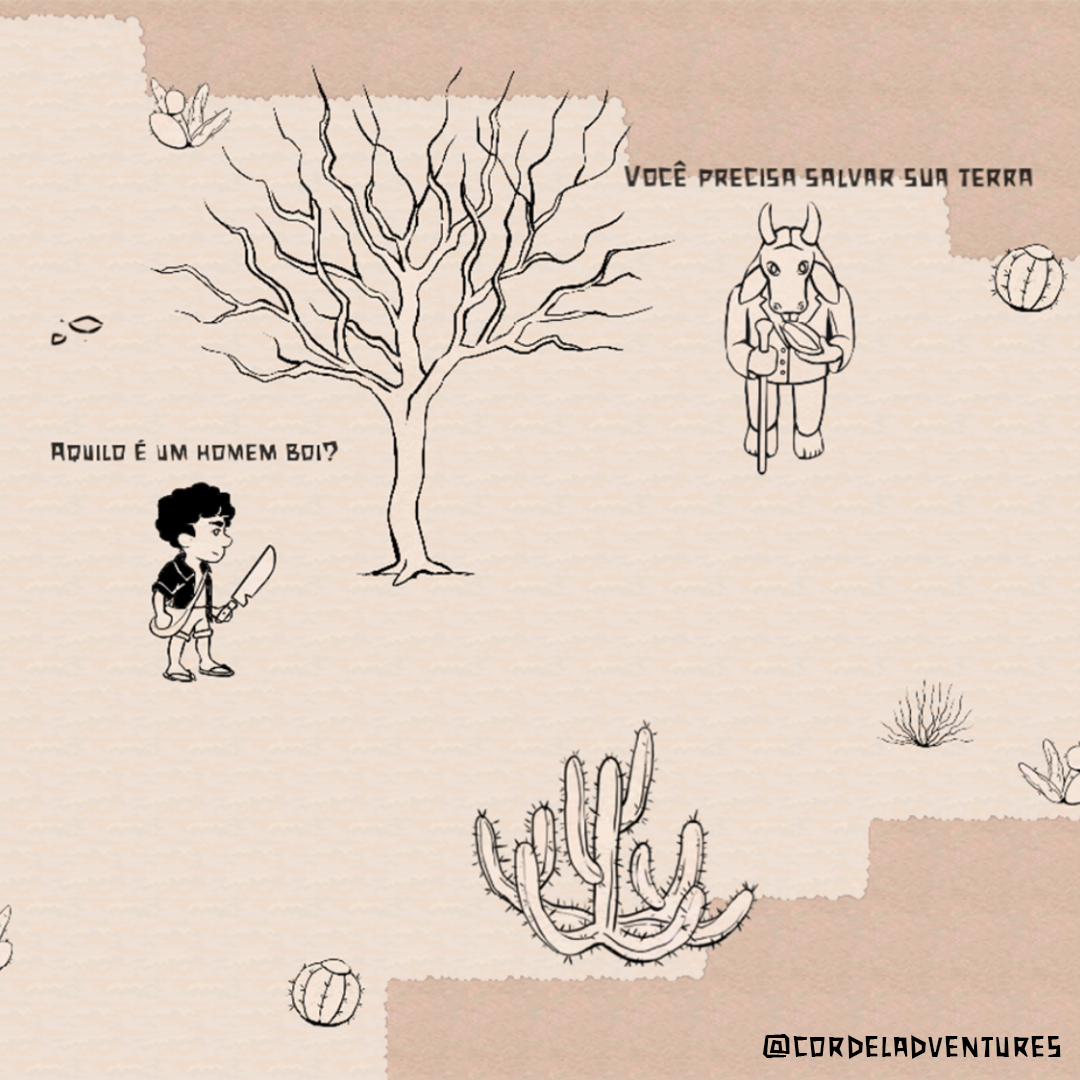 VOCÊ PRECISA SALVAR SUA TERRA
AQUILO É UM HOMEM BOI?
@CORDELADVENTURES